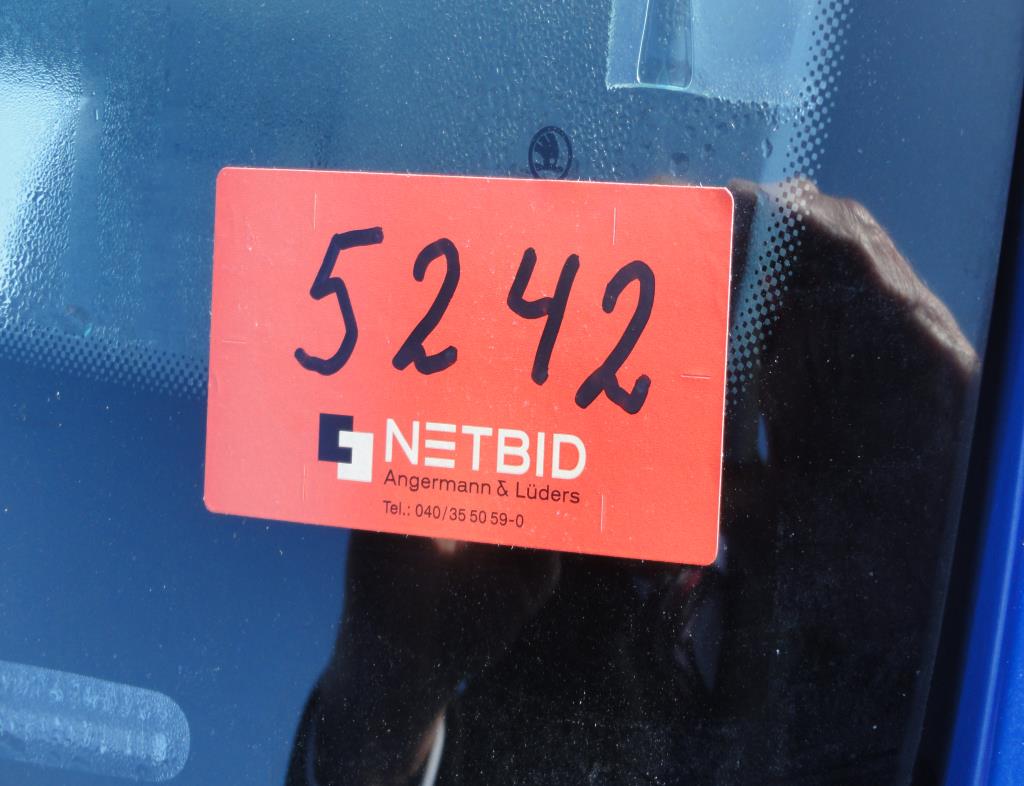 5242
NETBID
Angermann & Lüders
Tel.: 040/35 50 59-0